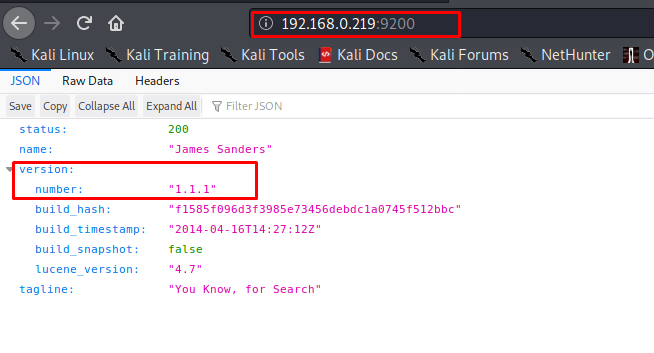 192.168.0.219:9200
Kali Linux Kali Training Kali Tools Kali Docs Kali Forums NetHunter O
JSON Raw Data Headers
Save Copy Collapse All Expand All Filter JSON
status: 200
name: "James Sanders"
version:
number: "1.1.1"
build_hash: "f1585f096d3f3985e73456debdc1a0745f512bbc"
build_timestamp: "2014-04-16T14:27:12Z"
build_snapshot: false
lucene_version: "4.7"
tagline: "You Know, for Search"